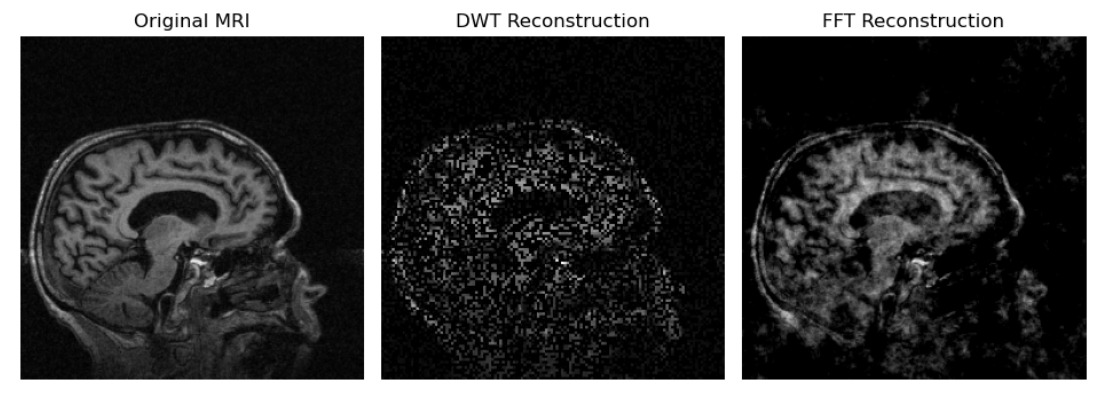 Original MRI
DWT Reconstruction
FFT Reconstruction